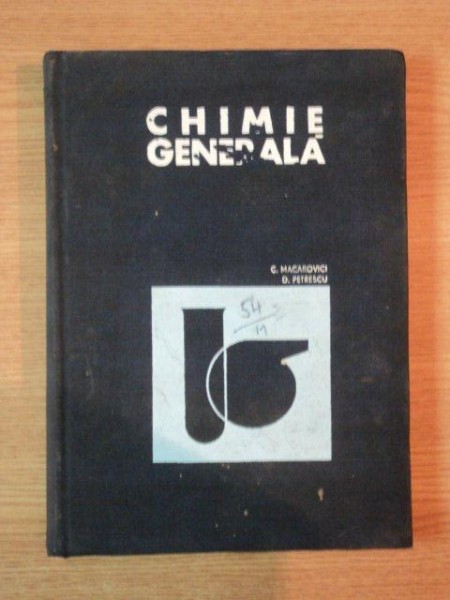 CHIMIE
GENERALĂ
C. MACAROVICI
D. PETRESCU
54
M